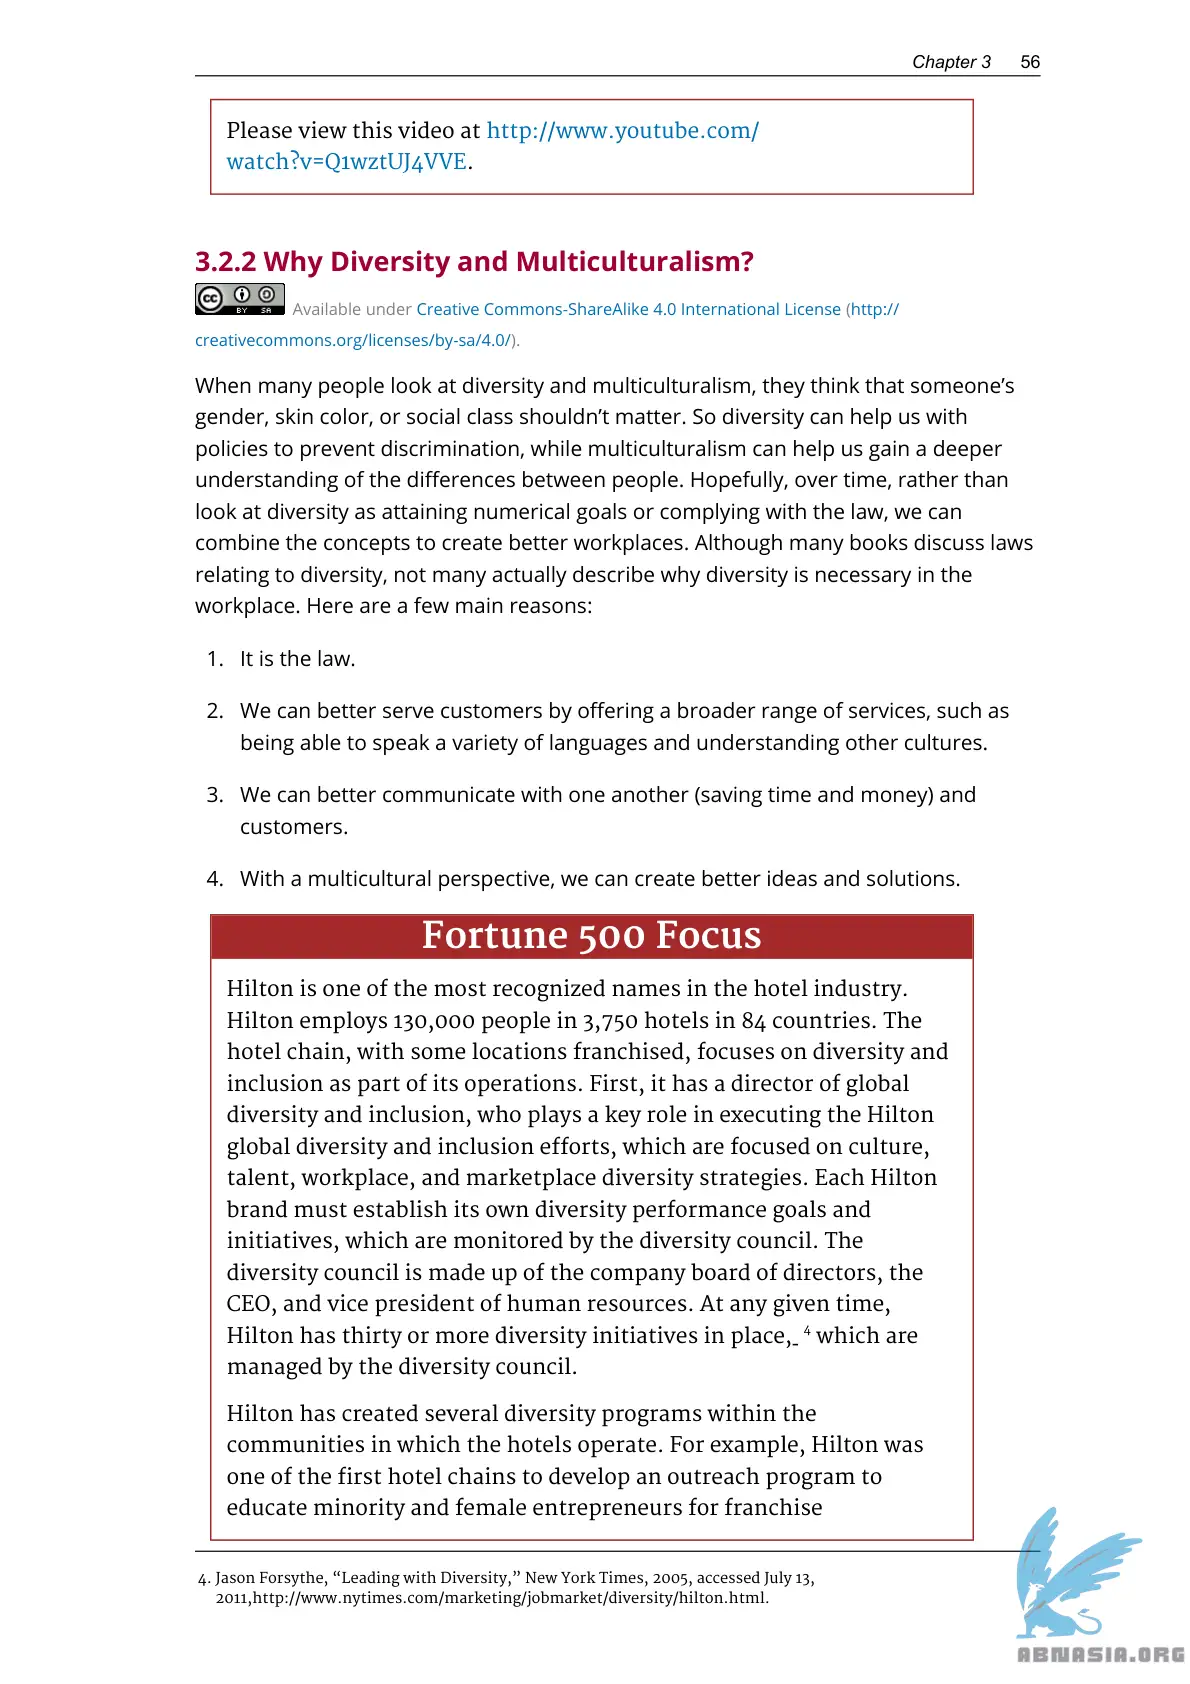 Chapter 3 56
Please view this video at http://www.youtube.com/
watch?v=Q1wztUJ4VVE.
3.2.2 Why Diversity and Multiculturalism?
cc BY SA Available under Creative Commons-ShareAlike 4.0 International License (http://
creativecommons.org/licenses/by-sa/4.0/).
When many people look at diversity and multiculturalism, they think that someone’s
gender, skin color, or social class shouldn’t matter. So diversity can help us with
policies to prevent discrimination, while multiculturalism can help us gain a deeper
understanding of the differences between people. Hopefully, over time, rather than
look at diversity as attaining numerical goals or complying with the law, we can
combine the concepts to create better workplaces. Although many books discuss laws
relating to diversity, not many actually describe why diversity is necessary in the
workplace. Here are a few main reasons:
1. It is the law.
2. We can better serve customers by offering a broader range of services, such as
being able to speak a variety of languages and understanding other cultures.
3. We can better communicate with one another (saving time and money) and
customers.
4. With a multicultural perspective, we can create better ideas and solutions.
Fortune 500 Focus
Hilton is one of the most recognized names in the hotel industry.
Hilton employs 130,000 people in 3,750 hotels in 84 countries. The
hotel chain, with some locations franchised, focuses on diversity and
inclusion as part of its operations. First, it has a director of global
diversity and inclusion, who plays a key role in executing the Hilton
global diversity and inclusion efforts, which are focused on culture,
talent, workplace, and marketplace diversity strategies. Each Hilton
brand must establish its own diversity performance goals and
initiatives, which are monitored by the diversity council. The
diversity council is made up of the company board of directors, the
CEO, and vice president of human resources. At any given time,
Hilton has thirty or more diversity initiatives in place,_ 4 which are
managed by the diversity council.
Hilton has created several diversity programs within the
communities in which the hotels operate. For example, Hilton was
one of the first hotel chains to develop an outreach program to
educate minority and female entrepreneurs for franchise
4. Jason Forsythe, “Leading with Diversity,” New York Times, 2005, accessed July 13,
2011,http://www.nytimes.com/marketing/jobmarket/diversity/hilton.html.
ABNASIA.ORG